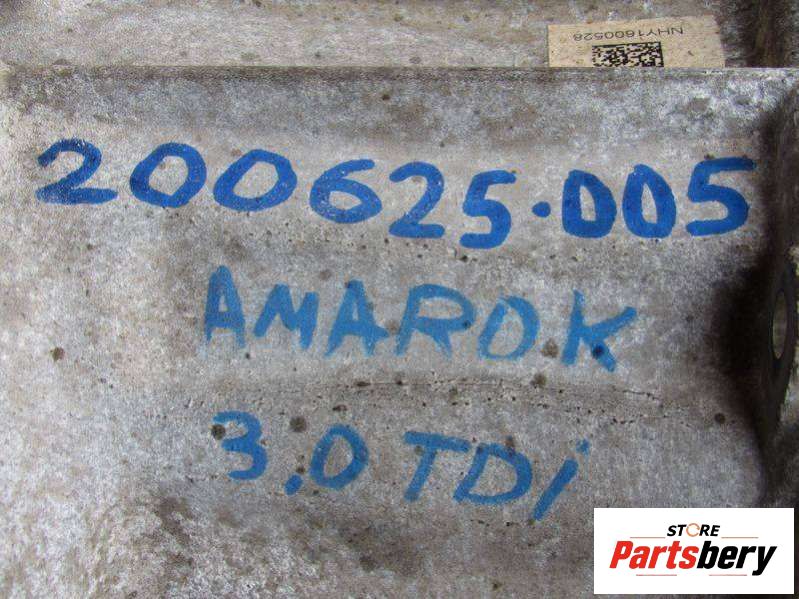 NHY1600528
200625.005
AMAROK
3,0 TDi
STORE
Partsbery